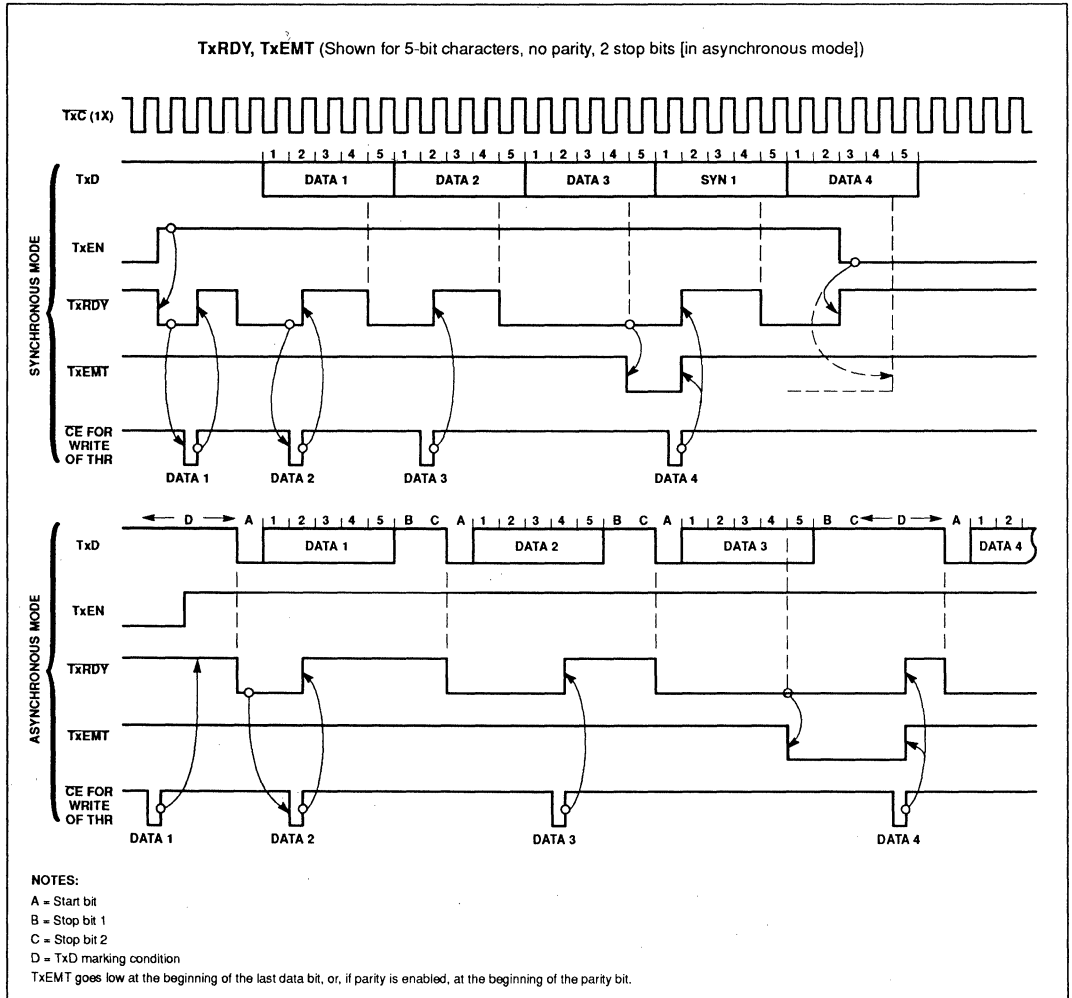 TxRDY, TxEMT (Shown for 5-bit characters, no parity, 2 stop bits [in asynchronous mode])
TxC (1X)
1 2 3 4 5 1 2 3 4 5 1 2 3 4 5 1 2 3 4 5 1 2 3 4 5
TxD DATA 1 DATA 2 DATA 3 SYN 1 DATA 4
TxEN
SYNCHRONOUS MODE
TxRDY
TxEMT
CE FOR
WRITE
OF THR
DATA 1 DATA 2 DATA 3 DATA 4
D A 1 2 3 4 5 B C A 1 2 3 4 5 B C A 1 2 3 4 5 B C D A 1 2
TxD DATA 1 DATA 2 DATA 3 DATA 4
TxEN
ASYNCHRONOUS MODE
TxRDY
TxEMT
CE FOR
WRITE
OF THR
DATA 1 DATA 2 DATA 3 DATA 4
NOTES:
A = Start bit
B = Stop bit 1
C = Stop bit 2
D = TxD marking condition
TxEMT goes low at the beginning of the last data bit, or, if parity is enabled, at the beginning of the parity bit.